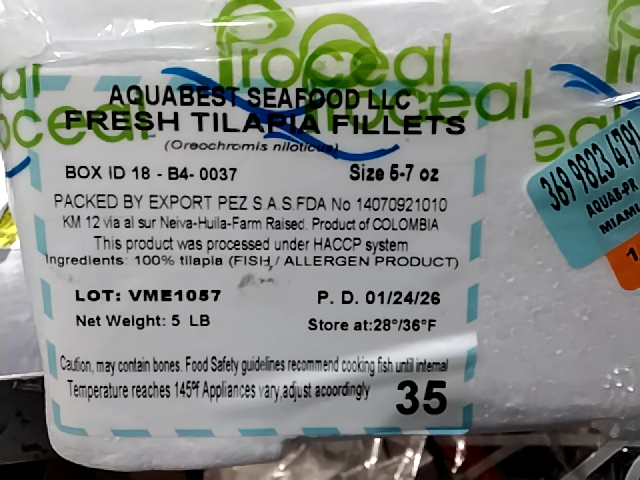 Proceal
Proceal
AQUABEST SEAFOOD LLC
FRESH TILAPIA FILLETS
(Oreochromis niloticus)
BOX ID 18 - B4- 0037 Size 5-7 oz
PACKED BY EXPORT PEZ S A.S FDA No 14070921010
KM 12 via al sur Neiva-Huila-Farm Raised. Product of COLOMBIA
This product was processed under HACCP system
Ingredients: 100% tilapia (FISH / ALLERGEN PRODUCT)
LOT: VME1057 P. D. 01/24/26
Net Weight: 5 LB Store at:28°/36°F
Caution, may contain bones. Food Safety guidelines recommend cooking fish until internal
Temperature reaches 145ºf Appliances vary,adjust acoordingly 35
369 9823 4791
AQUAB-PR
MIAMI